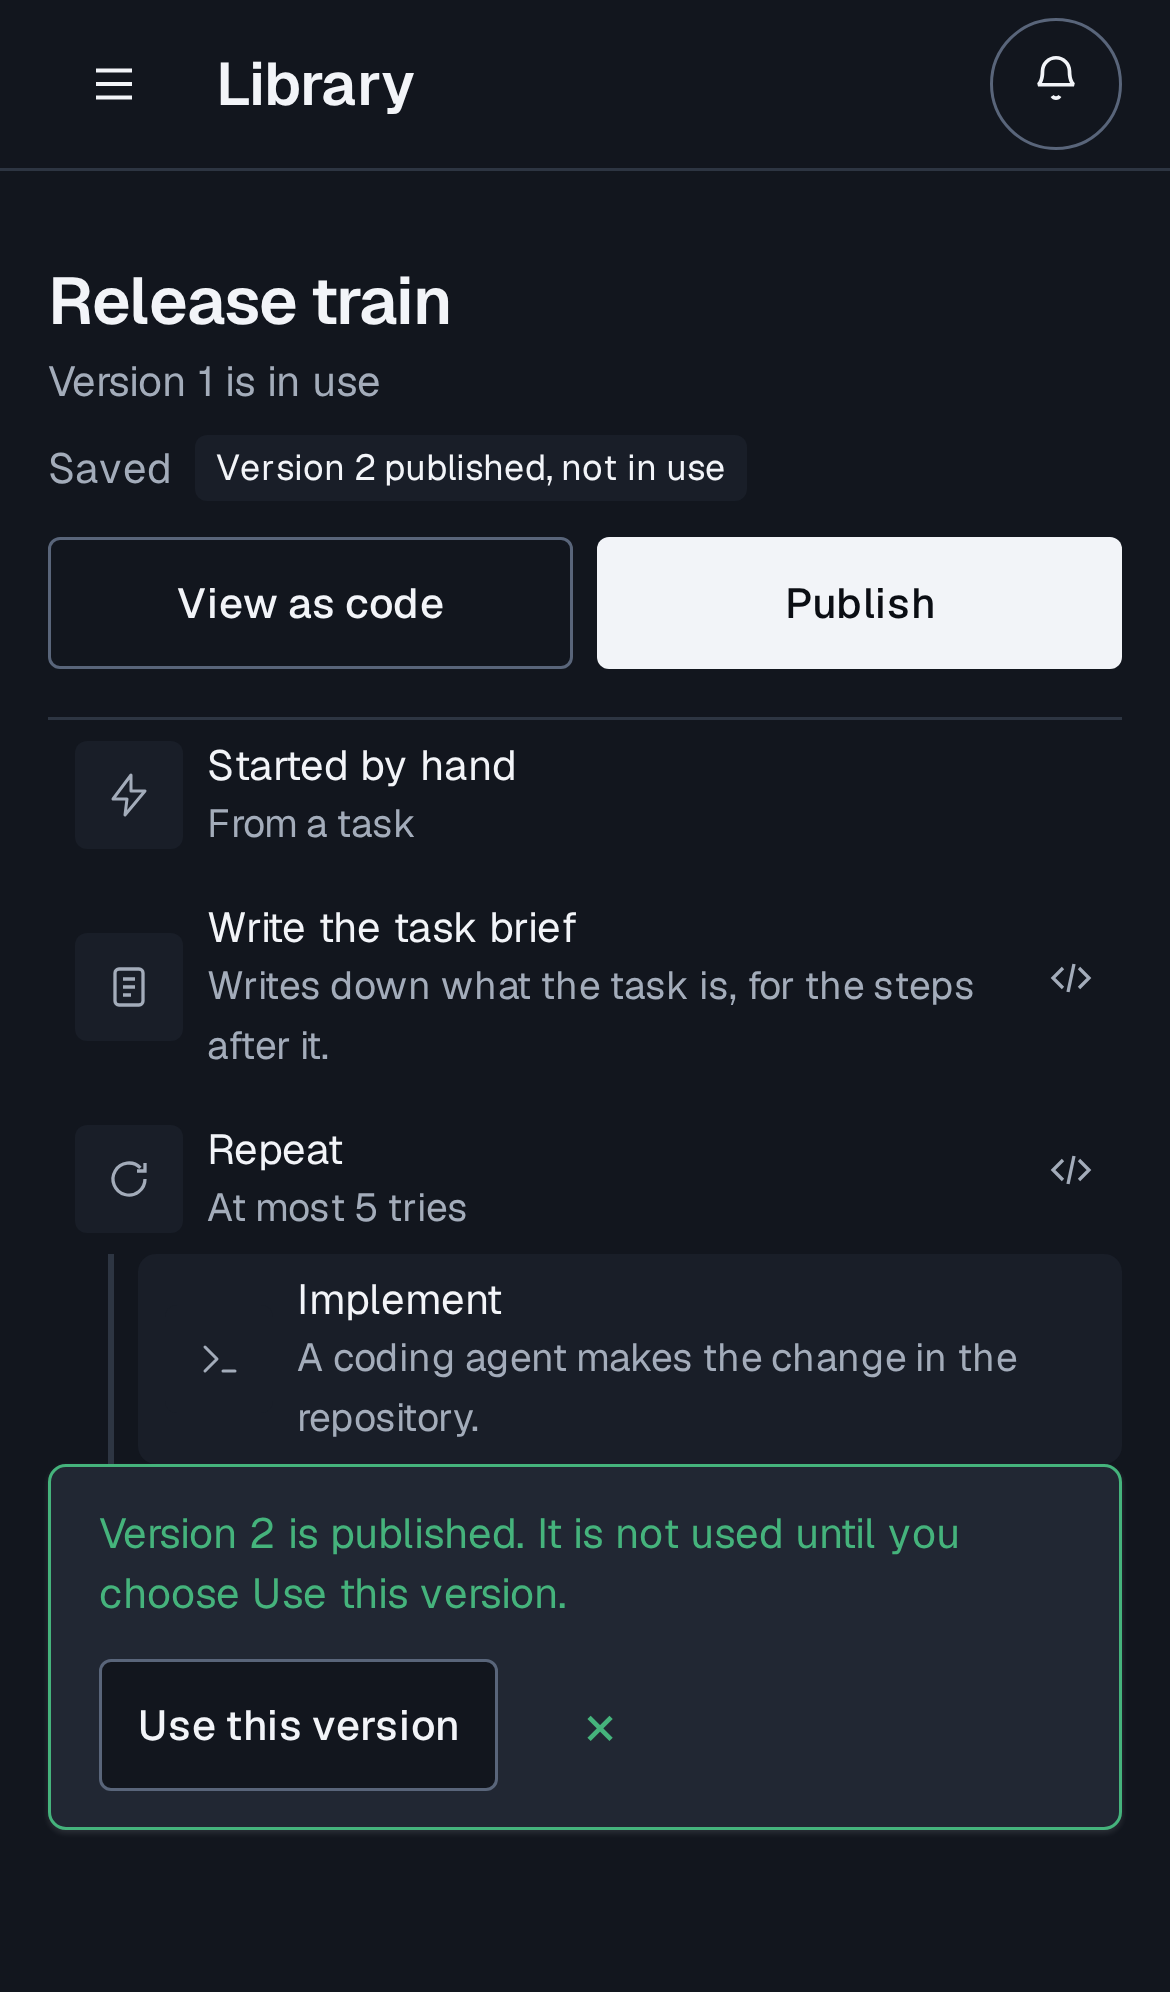 Library
Release train
Version 1 is in use
Saved
Version 2 published, not in use
View as code
Publish
Started by hand
From a task
Write the task brief
Writes down what the task is, for the steps
after it.
Repeat
At most 5 tries
Implement
A coding agent makes the change in the
repository.
Version 2 is published. It is not used until you
choose Use this version.
Use this version